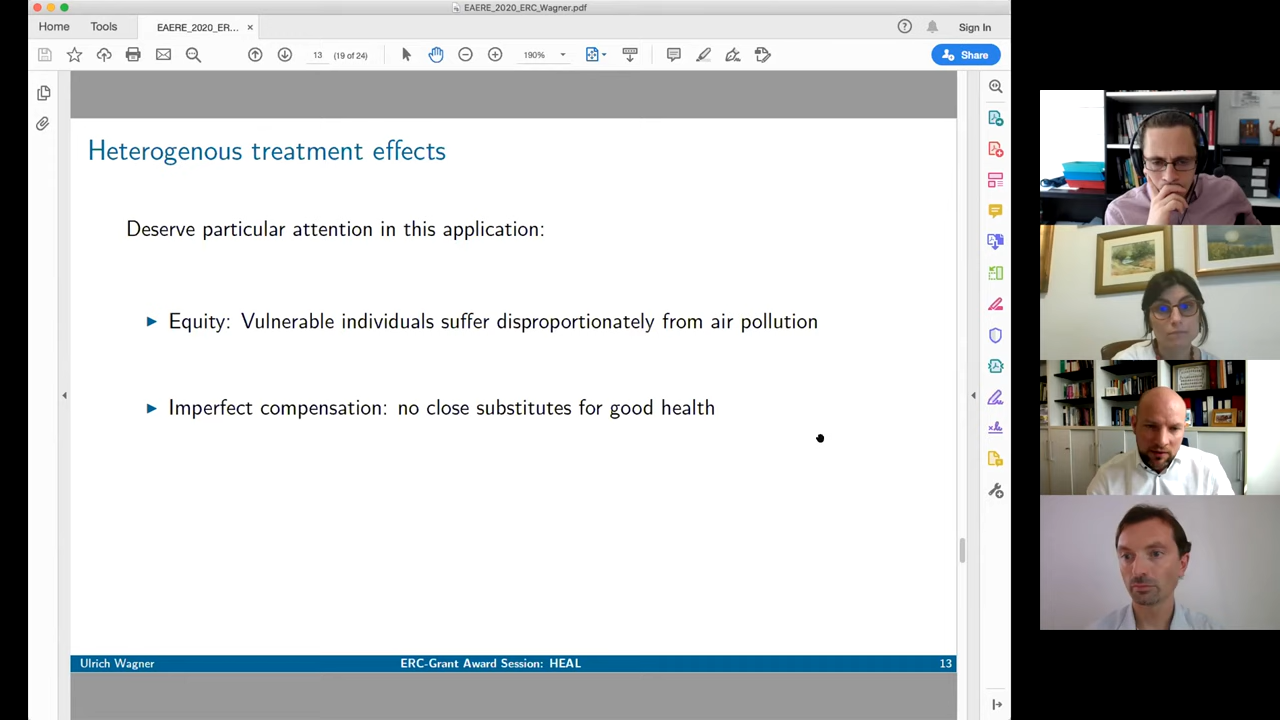 EAERE_2020_ERC_Wagner.pdf
Home
Tools
EAERE_2020_ER...
Sign In
13
(19 of 24)
190%
Share
Heterogenous treatment effects
Deserve particular attention in this application:
Equity: Vulnerable individuals suffer disproportionately from air pollution
Imperfect compensation: no close substitutes for good health
Ulrich Wagner
ERC-Grant Award Session: HEAL
13